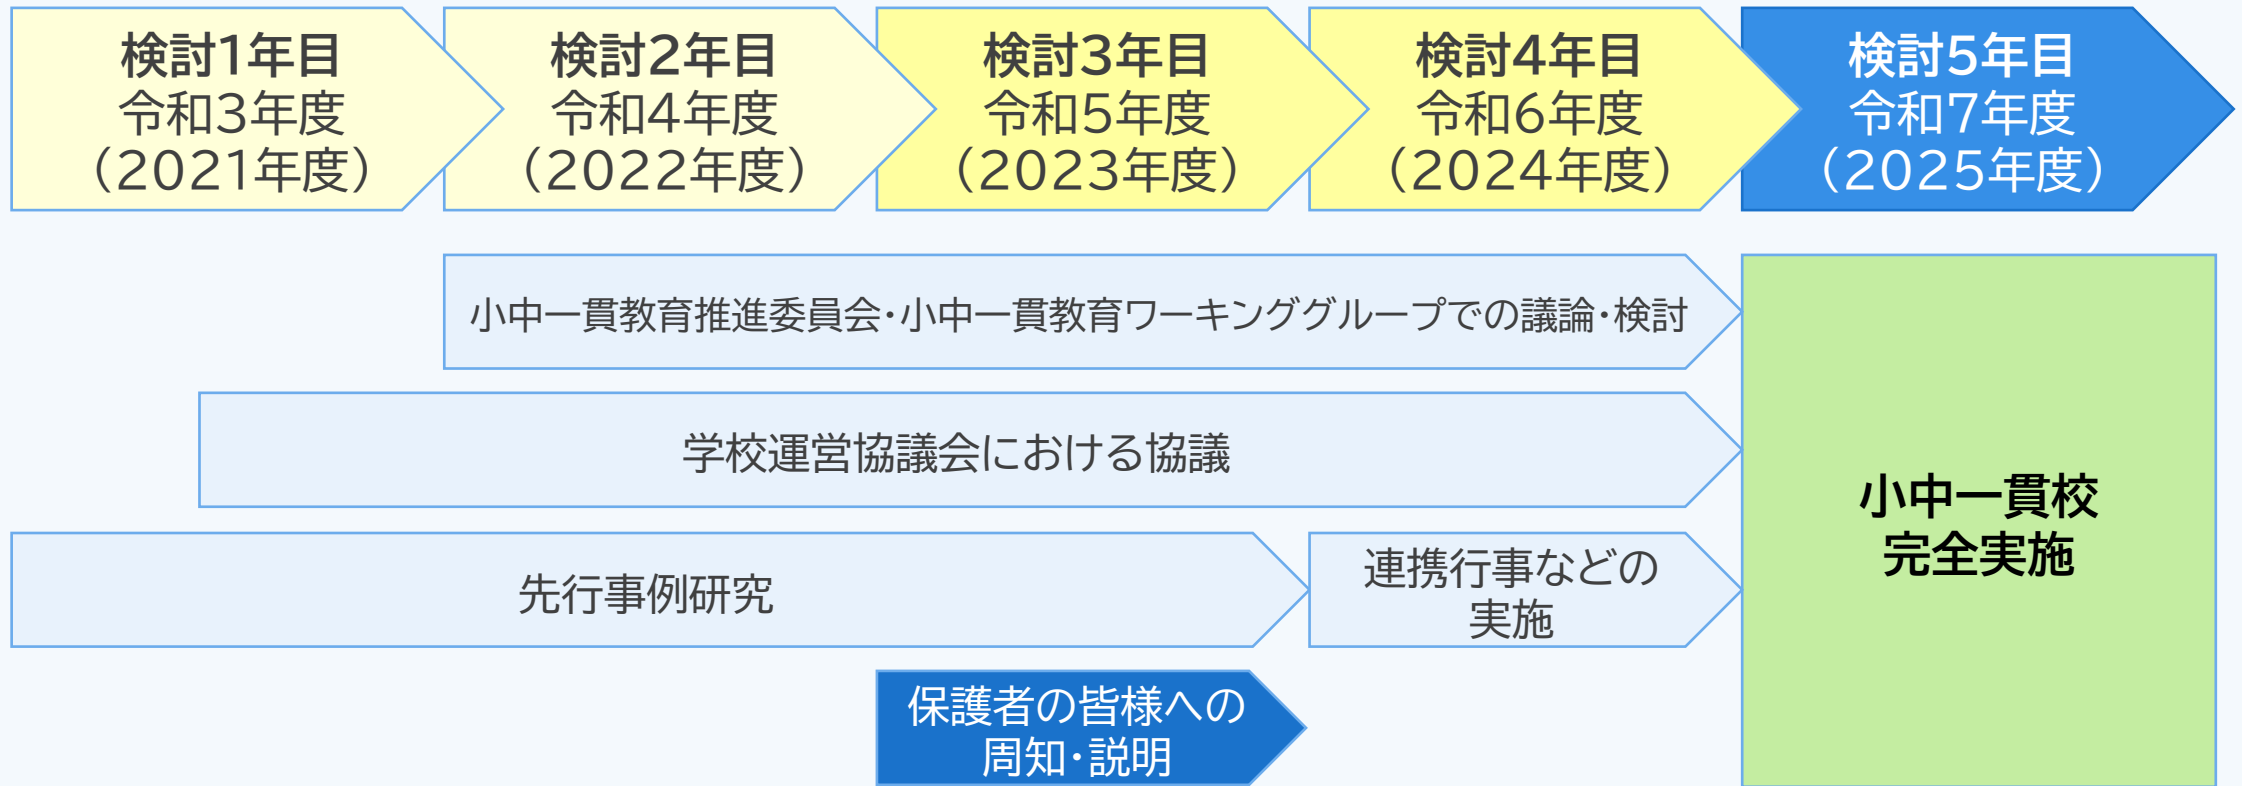 検討1年目
令和3年度
（2021年度）
検討2年目
令和4年度
（2022年度）
検討3年目
令和5年度
（2023年度）
検討4年目
令和6年度
（2024年度）
検討5年目
令和7年度
（2025年度）
小中一貫教育推進委員会・小中一貫教育ワーキンググループでの議論・検討
学校運営協議会における協議
先行事例研究
連携行事などの
実施
保護者の皆様への
周知・説明
小中一貫校
完全実施